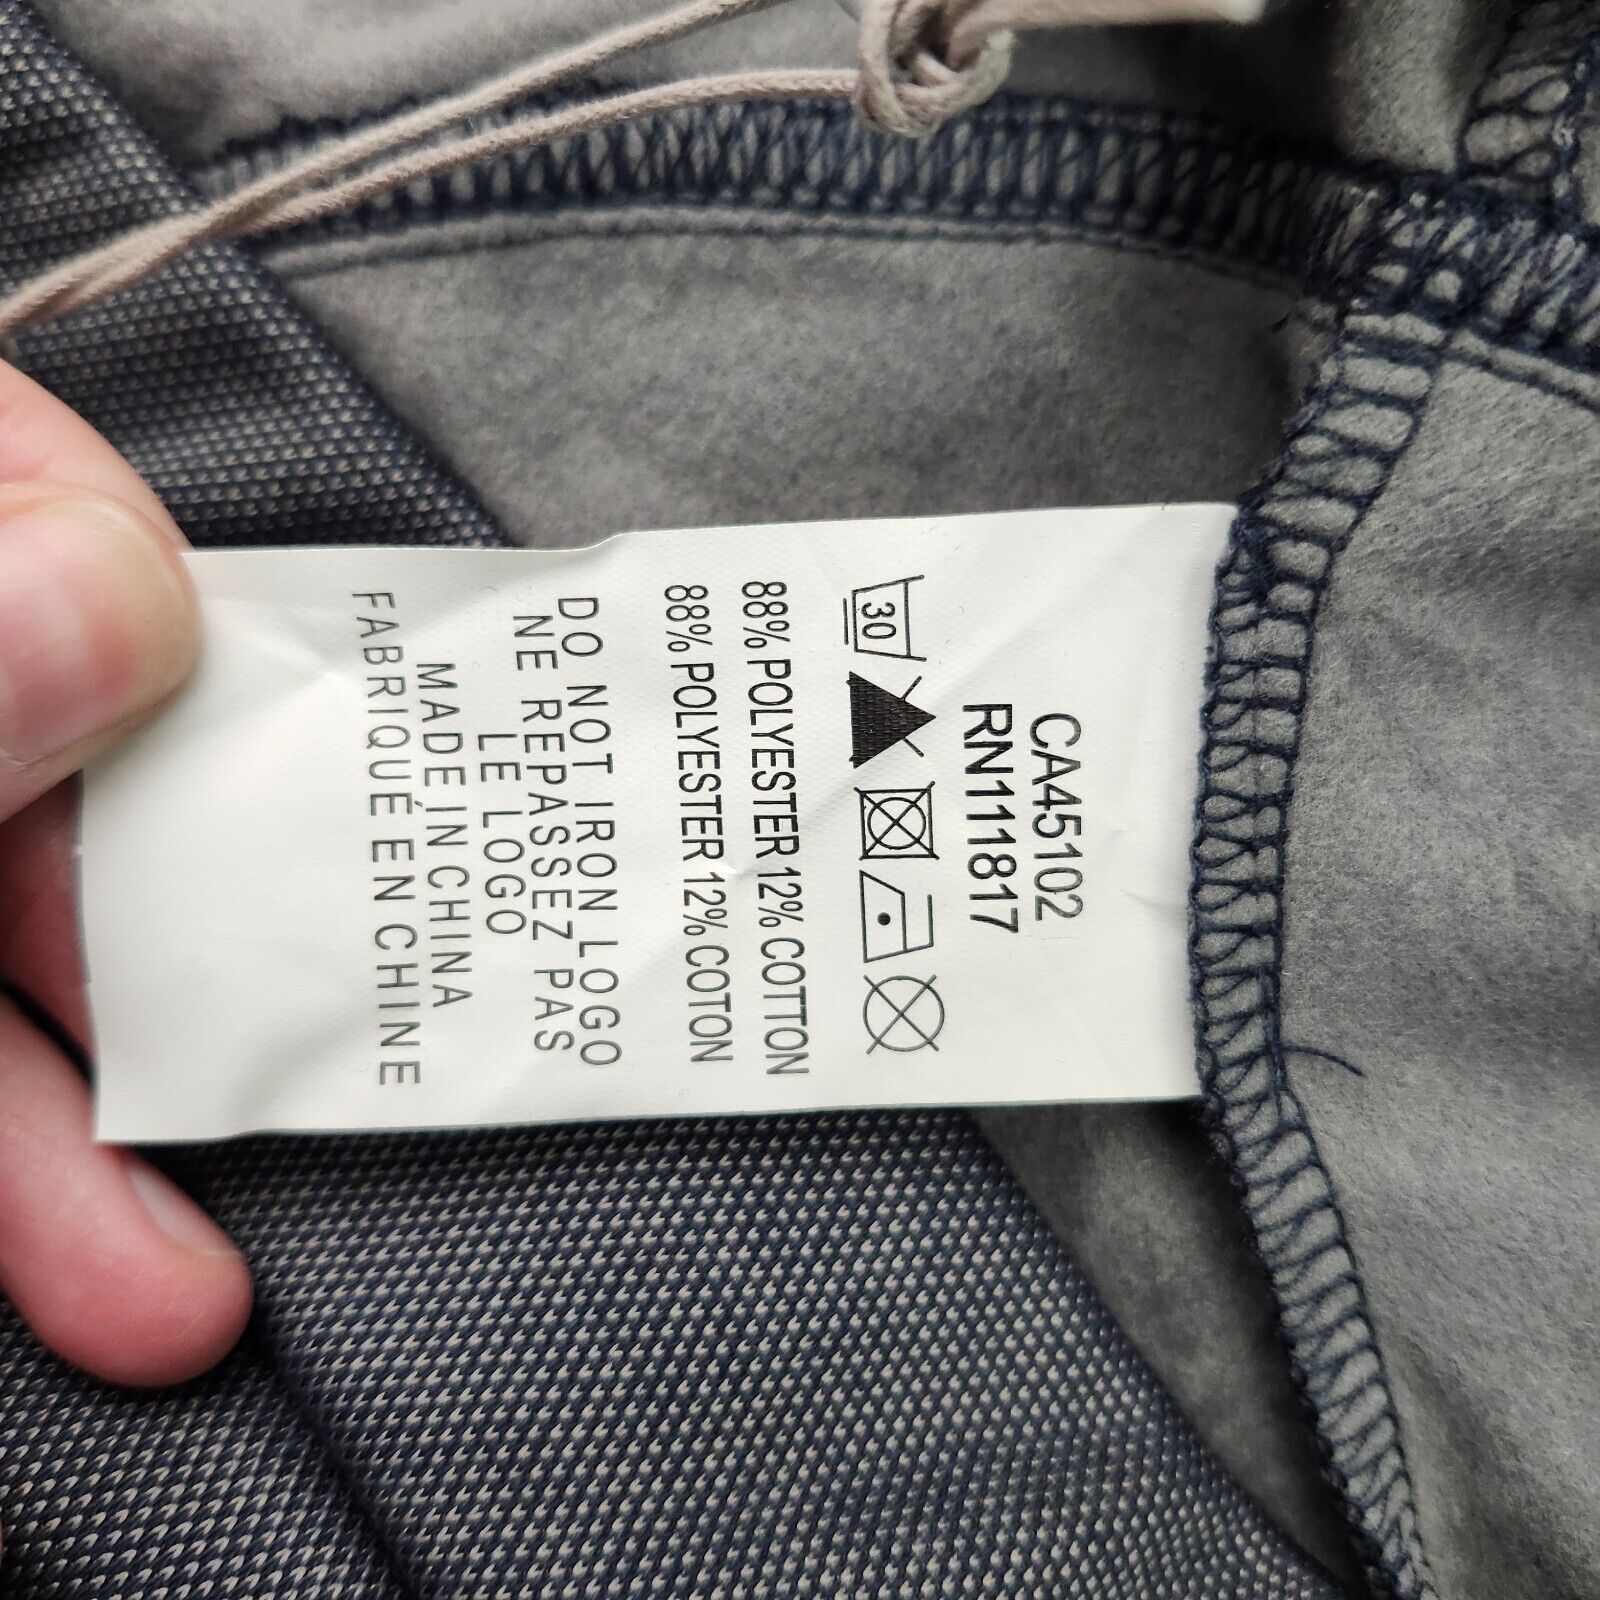 CA45102
RN111817
30
88% POLYESTER 12% COTTON
88% POLYESTER 12% COTON
DO NOT IRON LOGO
NE REPASSEZ PAS
LE LOGO
MADE IN CHINA
FABRIQUÉ EN CHINE